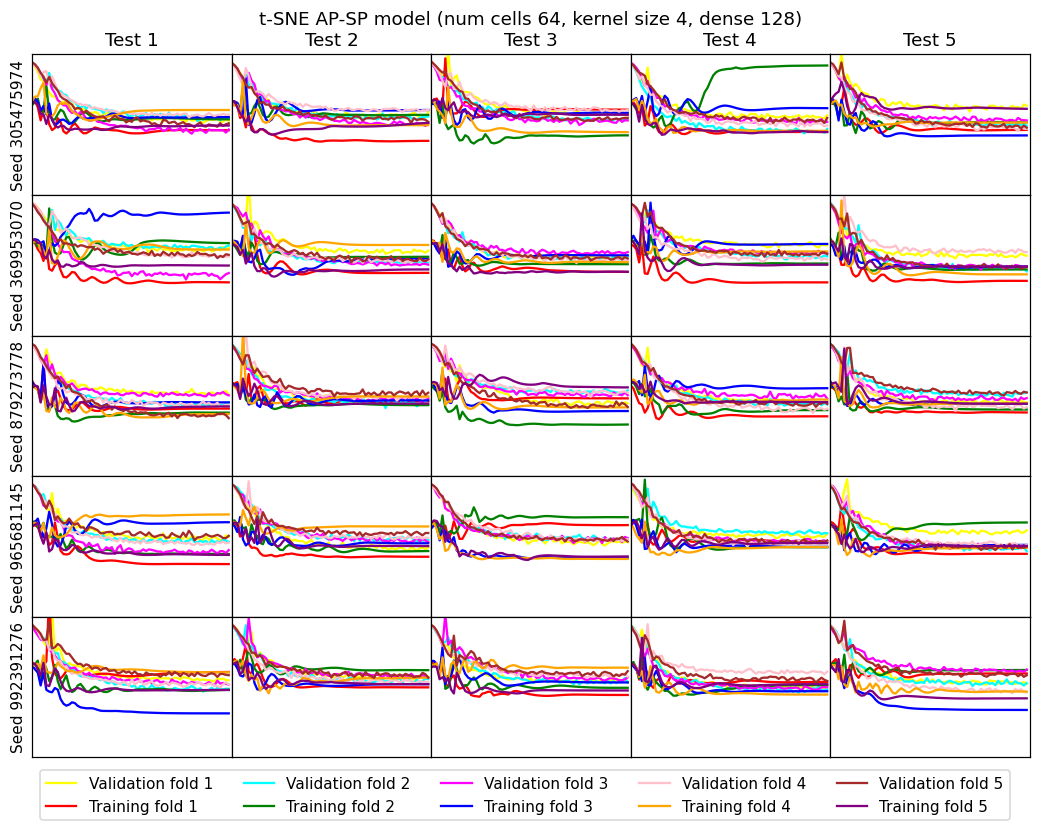 t-SNE AP-SP model (num cells 64, kernel size 4, dense 128)
Test 1 Test 2 Test 3 Test 4 Test 5
Seed 305475974
Seed 3669953070
Seed 8779273778
Seed 965681145
Seed 992391276
Validation fold 1 Validation fold 2 Validation fold 3 Validation fold 4 Validation fold 5
Training fold 1 Training fold 2 Training fold 3 Training fold 4 Training fold 5